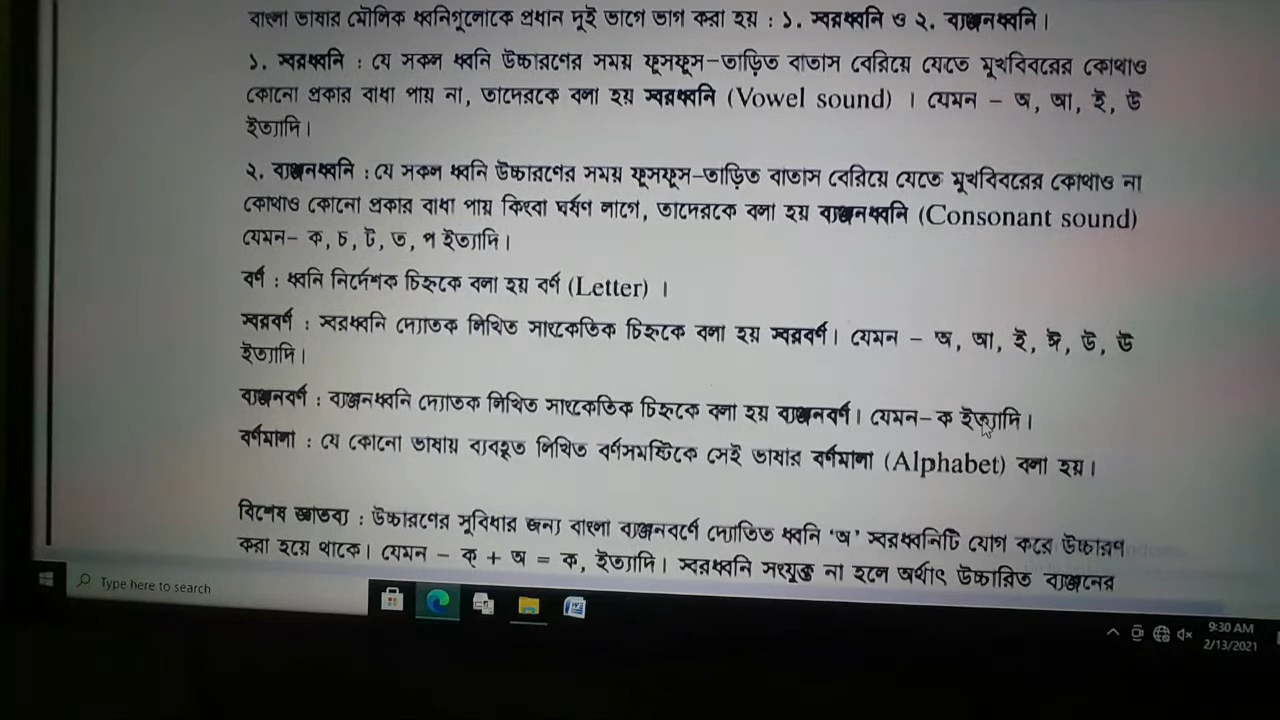 বাংলা ভাষার মৌলিক ধ্বনিগুলোকে প্রধান দুই ভাগে ভাগ করা হয় : ১. স্বরধ্বনি ও ২. ব্যঞ্জনধ্বনি।
১. স্বরধ্বনি : যে সকল ধ্বনি উচ্চারণের সময় ফুসফুস-তাড়িত বাতাস বেরিয়ে যেতে মুখবিবরের কোথাও
কোনো প্রকার বাধা পায় না, তাদেরকে বলা হয় স্বরধ্বনি (Vowel sound) । যেমন – অ, আ, ই, উ
ইত্যাদি।
২. ব্যঞ্জনধ্বনি : যে সকল ধ্বনি উচ্চারণের সময় ফুসফুস-তাড়িত বাতাস বেরিয়ে যেতে মুখবিবরের কোথাও না
কোথাও কোনো প্রকার বাধা পায় কিংবা ঘর্ষণ লাগে, তাদেরকে বলা হয় ব্যঞ্জনধ্বনি (Consonant sound)
যেমন– ক, চ, ট, ত, প ইত্যাদি।
বর্ণ : ধ্বনি নির্দেশক চিহ্নকে বলা হয় বর্ণ (Letter) ।
স্বরবর্ণ : স্বরধ্বনি দ্যোতক লিখিত সাংকেতিক চিহ্নকে বলা হয় স্বরবর্ণ। যেমন – অ, আ, ই, ঈ, উ, ঊ
ইত্যাদি।
ব্যঞ্জনবর্ণ : ব্যঞ্জনধ্বনি দ্যোতক লিখিত সাংকেতিক চিহ্নকে বলা হয় ব্যঞ্জনবর্ণ। যেমন–ক ইত্যাদি।
বর্ণমালা : যে কোনো ভাষায় ব্যবহৃত লিখিত বর্ণসমষ্টিকে সেই ভাষার বর্ণমালা (Alphabet) বলা হয়।
বিশেষ জ্ঞাতব্য : উচ্চারণের সুবিধার জন্য বাংলা ব্যঞ্জনবর্ণে দ্যোতিত ধ্বনি ‘অ’ স্বরধ্বনিটি যোগ করে উচ্চারণ
করা হয়ে থাকে। যেমন – ক্ + অ = ক, ইত্যাদি। স্বরধ্বনি সংযুক্ত না হলে অর্থাৎ উচ্চারিত ব্যঞ্জনের
Type here to search
9:30 AM
2/13/2021